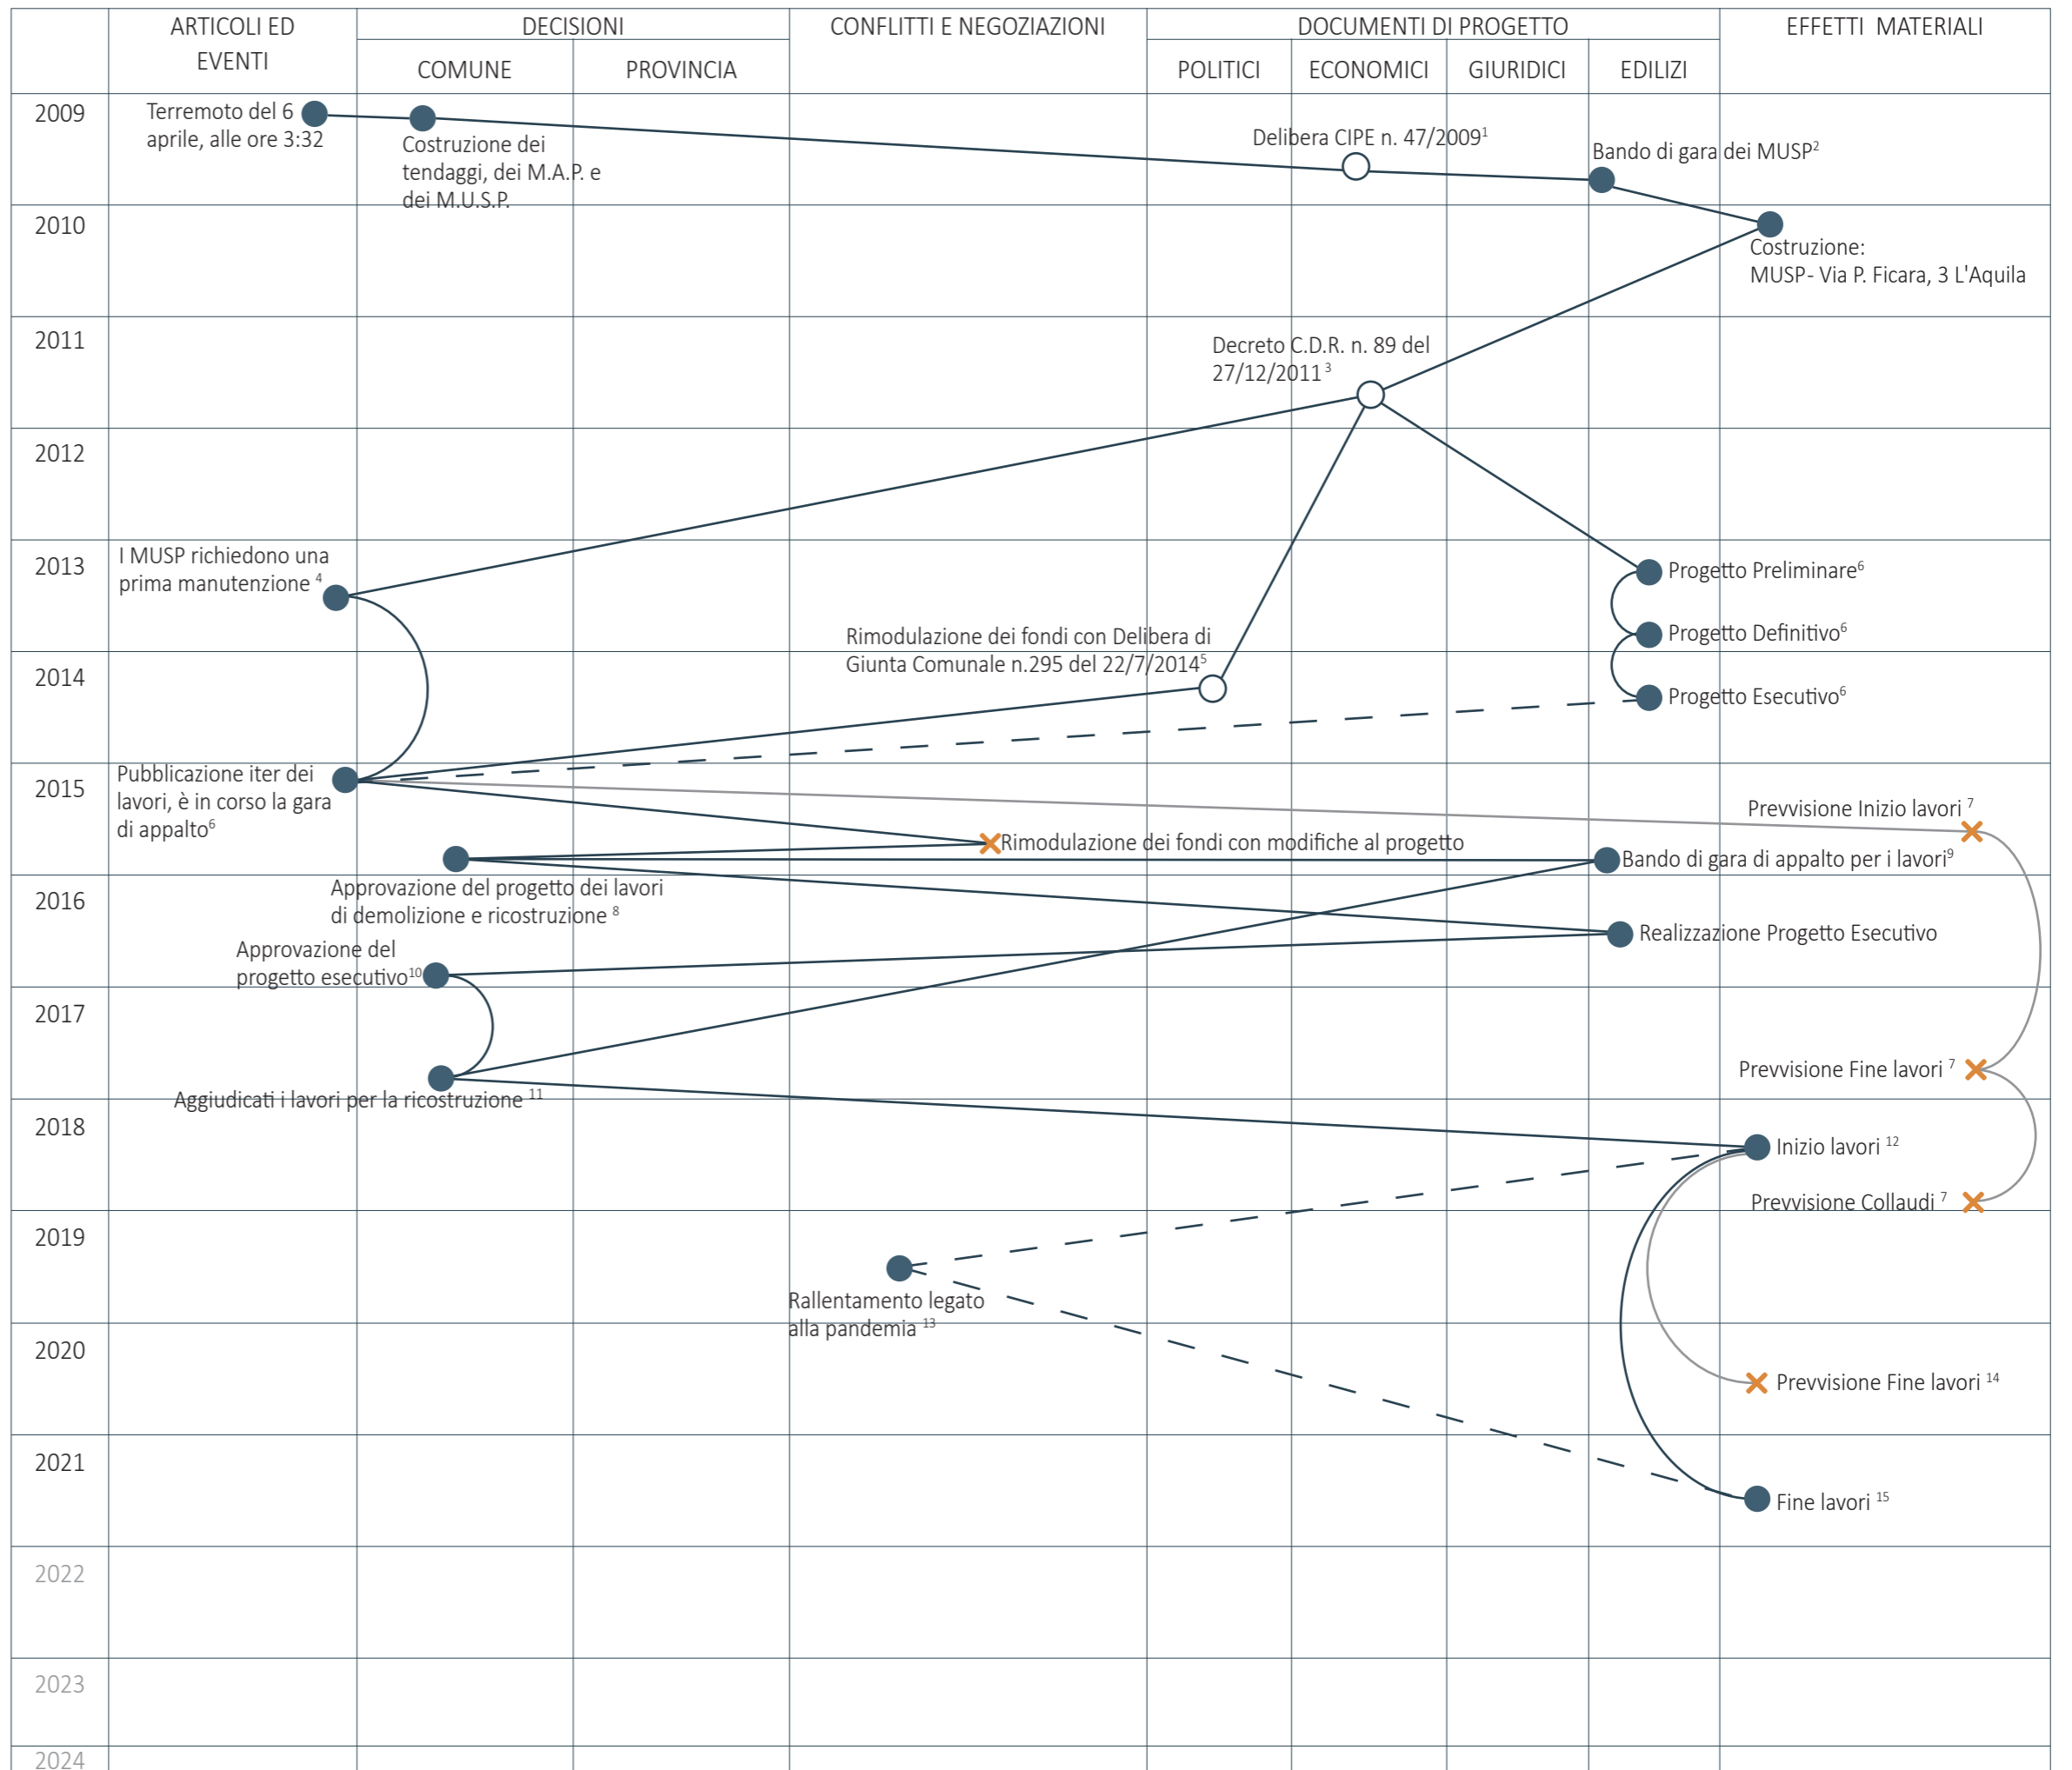 ARTICOLI ED
EVENTI
DECISIONI
COMUNE
PROVINCIA
CONFLITTI E NEGOZIAZIONI
DOCUMENTI DI PROGETTO
POLITICI
ECONOMICI
GIURIDICI
EDILIZI
EFFETTI MATERIALI
2009
Terremoto del 6
aprile, alle ore 3:32
Costruzione dei
tendaggi, dei M.A.P. e
dei M.U.S.P.
Delibera CIPE n. 47/2009¹
Bando di gara dei MUSP²
2010
Costruzione:
MUSP- Via P. Ficara, 3 L'Aquila
2011
Decreto C.D.R. n. 89 del
27/12/2011³
2012
2013
I MUSP richiedono una
prima manutenzione ⁴
Progetto Preliminare⁶
Progetto Definitivo⁶
Rimodulazione dei fondi con Delibera di
Giunta Comunale n.295 del 22/7/2014⁵
2014
Progetto Esecutivo⁶
2015
Pubblicazione iter dei
lavori, è in corso la gara
di appalto⁶
Prevvisione Inizio lavori ⁷
Rimodulazione dei fondi con modifiche al progetto
Bando di gara di appalto per i lavori⁹
2016
Approvazione del progetto dei lavori
di demolizione e ricostruzione ⁸
Realizzazione Progetto Esecutivo
Approvazione del
progetto esecutivo¹⁰
2017
Prevvisione Fine lavori ⁷
Aggiudicati i lavori per la ricostruzione ¹¹
2018
Inizio lavori ¹²
Prevvisione Collaudi ⁷
2019
Rallentamento legato
alla pandemia ¹³
2020
Prevvisione Fine lavori ¹⁴
2021
Fine lavori ¹⁵
2022
2023
2024